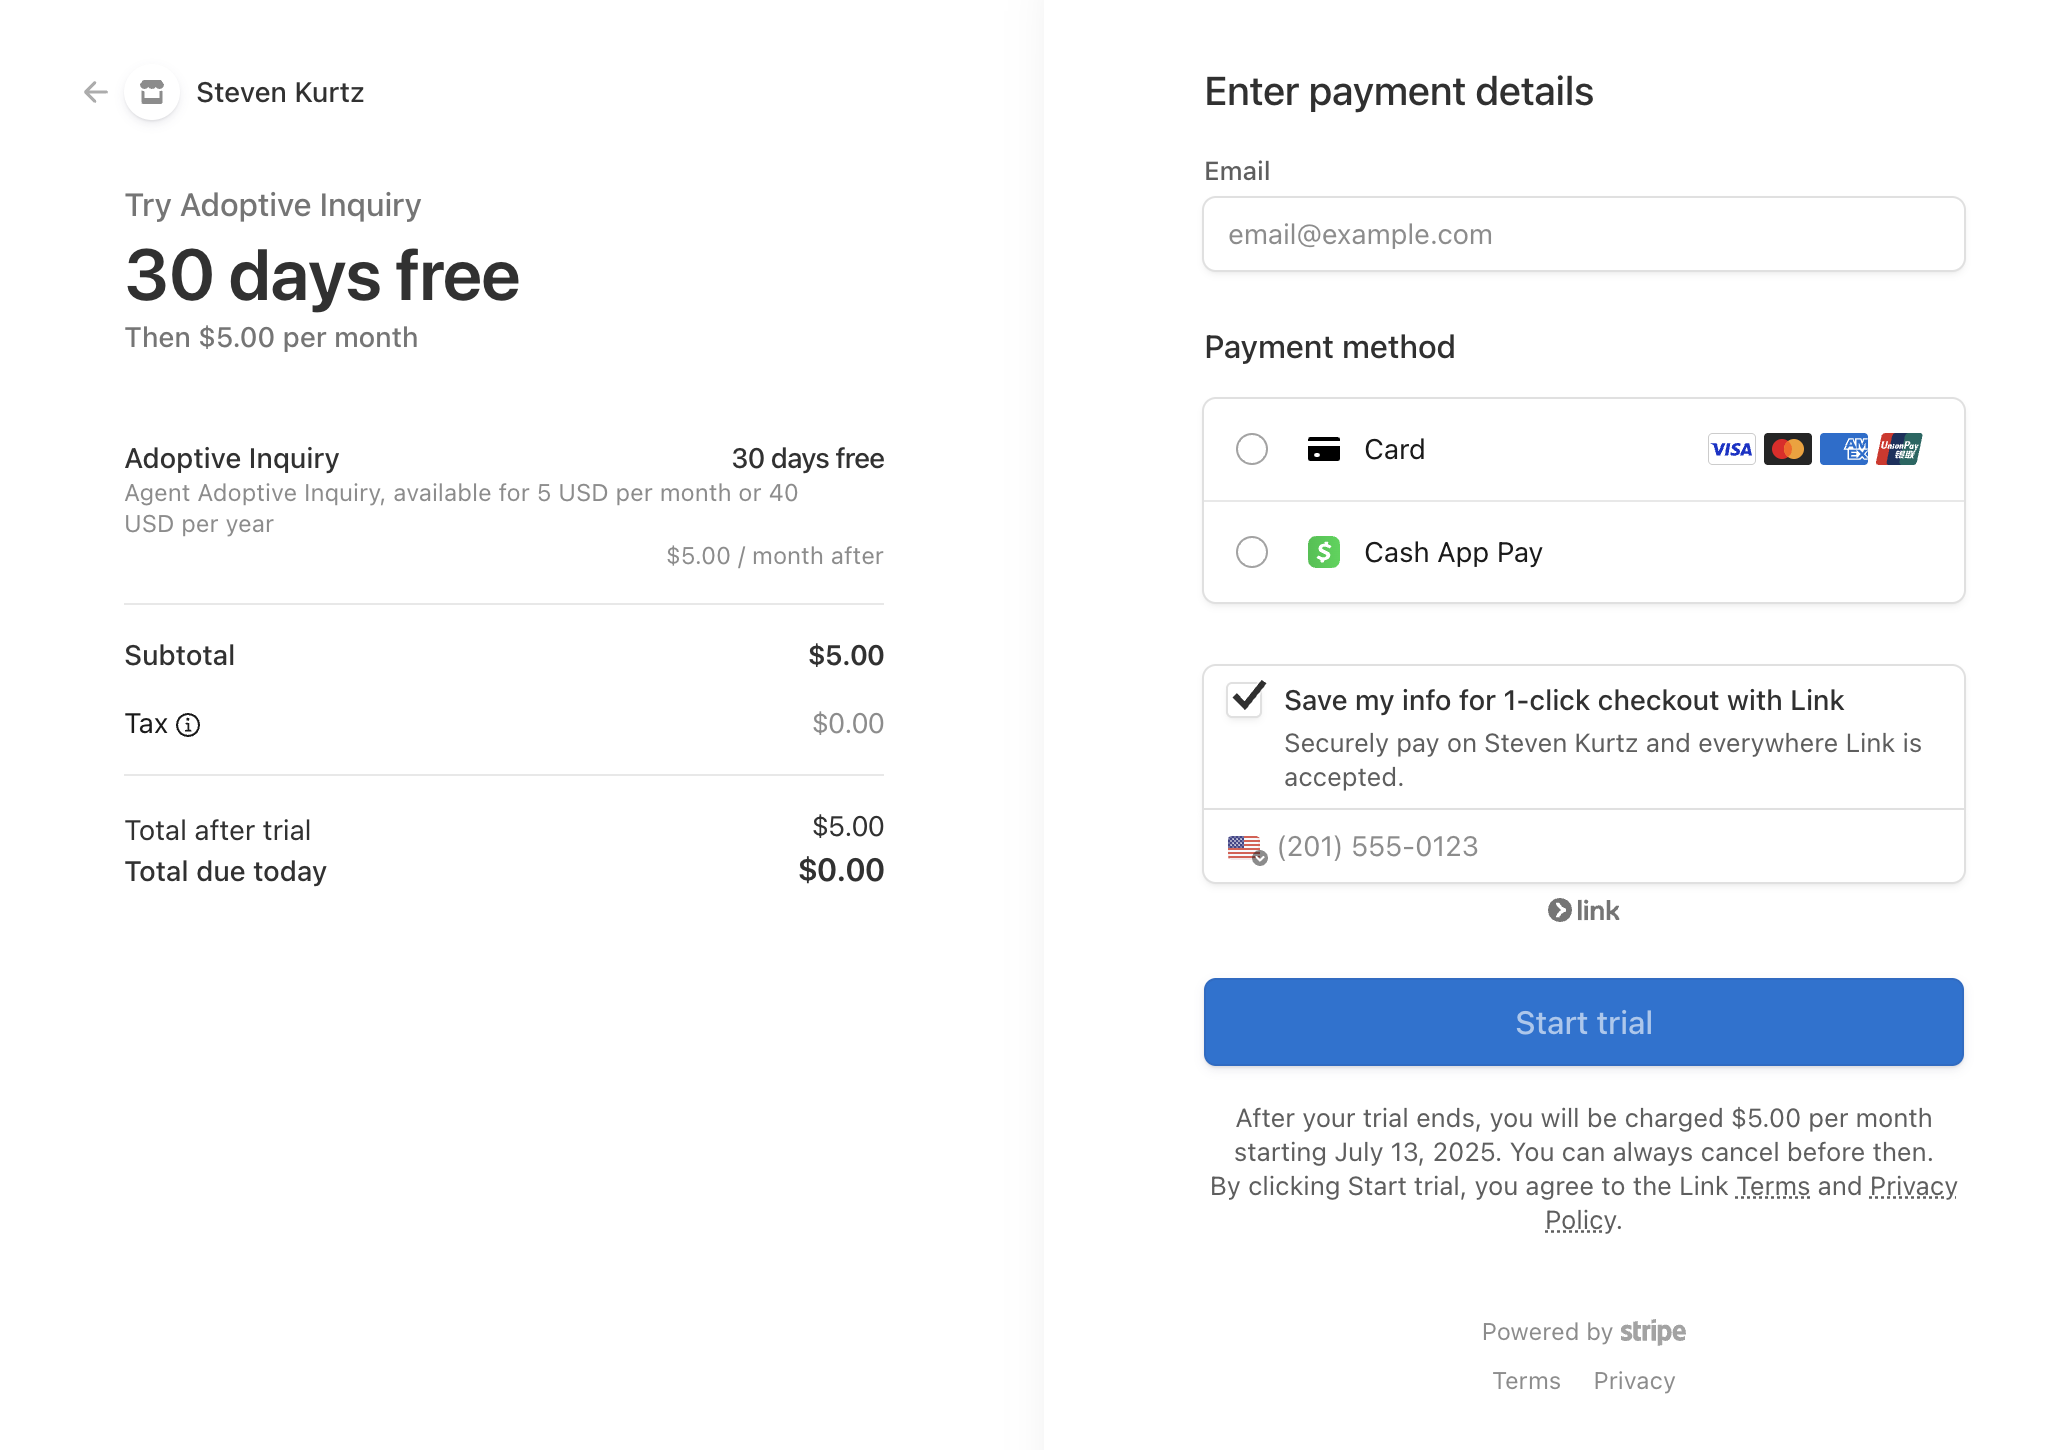 Steven Kurtz
Try Adoptive Inquiry
30 days free
Then $5.00 per month
Adoptive Inquiry 30 days free
Agent Adoptive Inquiry, available for 5 USD per month or 40
USD per year
$5.00 / month after
Subtotal $5.00
Tax $0.00
Total after trial $5.00
Total due today $0.00
Enter payment details
Email
email@example.com
Payment method
Card VISA AMEX UnionPay 银联
Cash App Pay
Save my info for 1-click checkout with Link
Securely pay on Steven Kurtz and everywhere Link is
accepted.
(201) 555-0123
link
Start trial
After your trial ends, you will be charged $5.00 per month
starting July 13, 2025. You can always cancel before then.
By clicking Start trial, you agree to the Link Terms and Privacy
Policy.
Powered by stripe
Terms Privacy